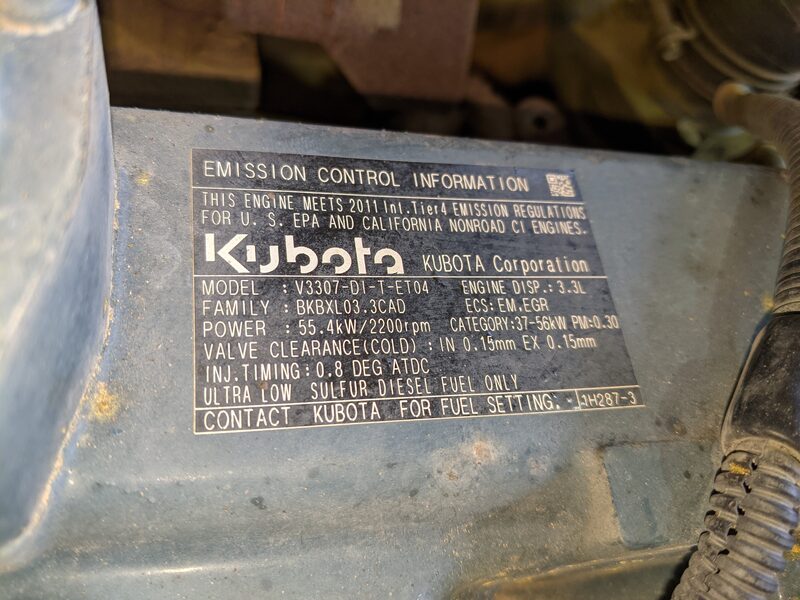 EMISSION CONTROL INFORMATION
THIS ENGINE MEETS 2011 Int.Tier4 EMISSION REGULATIONS
FOR U. S. EPA AND CALIFORNIA NONROAD CI ENGINES.
Kubota KUBOTA Corporation
MODEL : V3307-DI-T-ET04 ENGINE DISP.: 3.3L
FAMILY : BKBXL03.3CAD ECS: EM,EGR
POWER : 55.4kW/2200rpm CATEGORY:37-56kW PM=0.30
VALVE CLEARANCE(COLD) : IN 0.15mm EX 0.15mm
INJ.TIMING: 0.8 DEG ATDC
ULTRA LOW SULFUR DIESEL FUEL ONLY
CONTACT KUBOTA FOR FUEL SETTING. 1H287-3